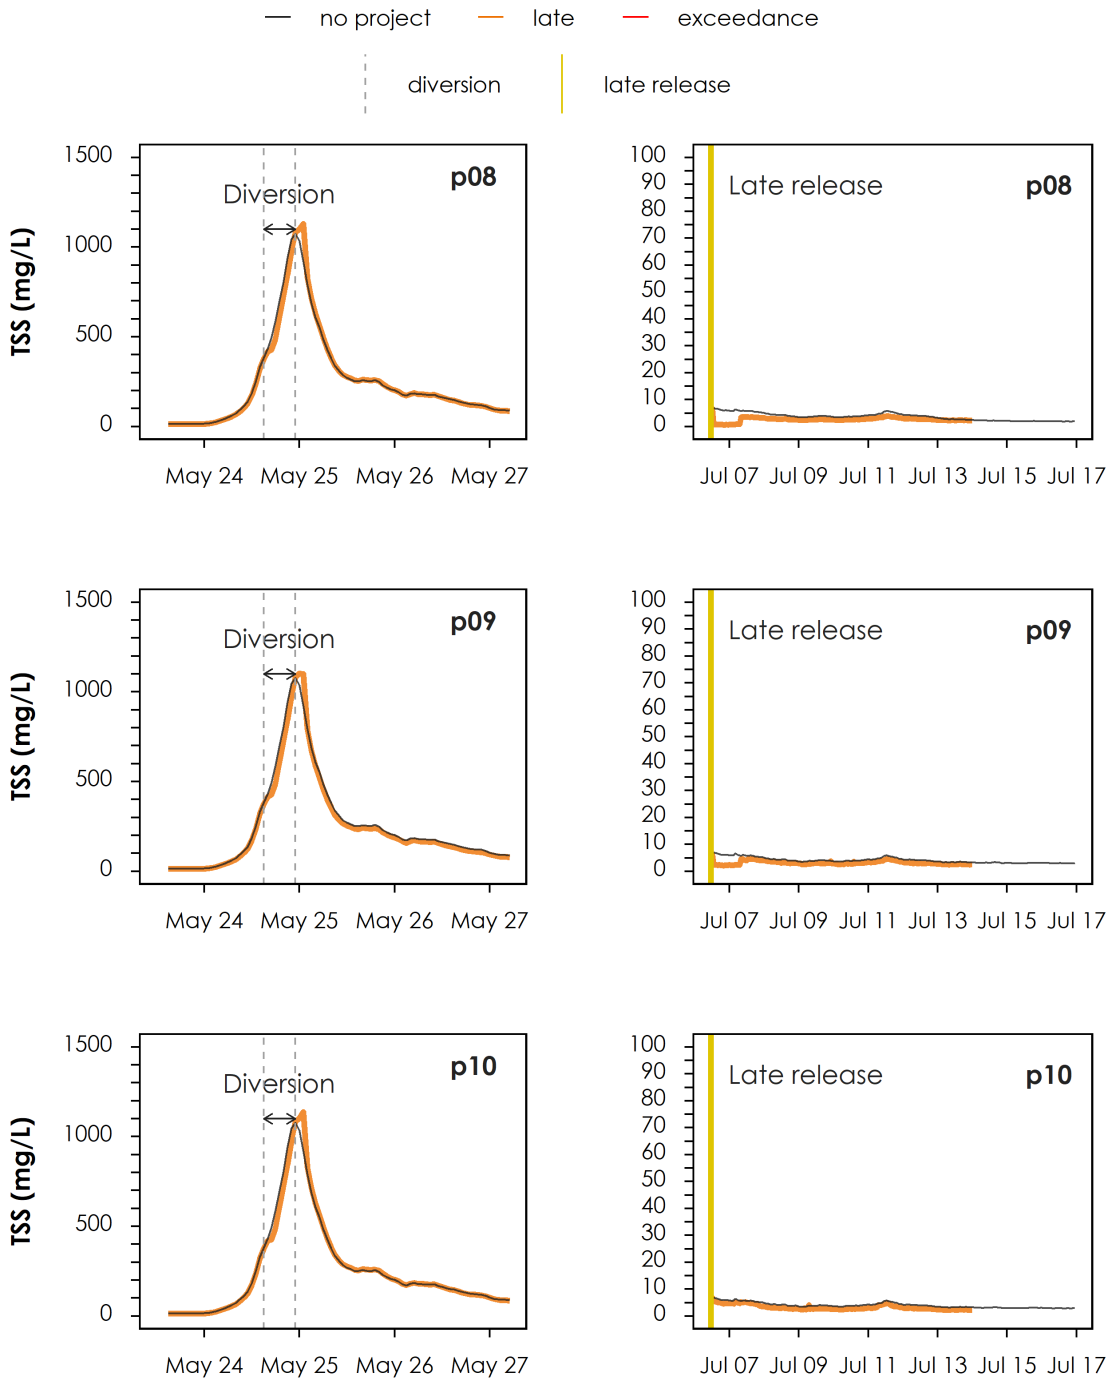 no project late exceedance
diversion late release
p08
Diversion
1500
1000
500
0
TSS (mg/L)
May 24 May 25 May 26 May 27
p08
Late release
100
90
80
70
60
50
40
30
20
10
0
Jul 07 Jul 09 Jul 11 Jul 13 Jul 15 Jul 17
p09
Diversion
1500
1000
500
0
TSS (mg/L)
May 24 May 25 May 26 May 27
p09
Late release
100
90
80
70
60
50
40
30
20
10
0
Jul 07 Jul 09 Jul 11 Jul 13 Jul 15 Jul 17
p10
Diversion
1500
1000
500
0
TSS (mg/L)
May 24 May 25 May 26 May 27
p10
Late release
100
90
80
70
60
50
40
30
20
10
0
Jul 07 Jul 09 Jul 11 Jul 13 Jul 15 Jul 17